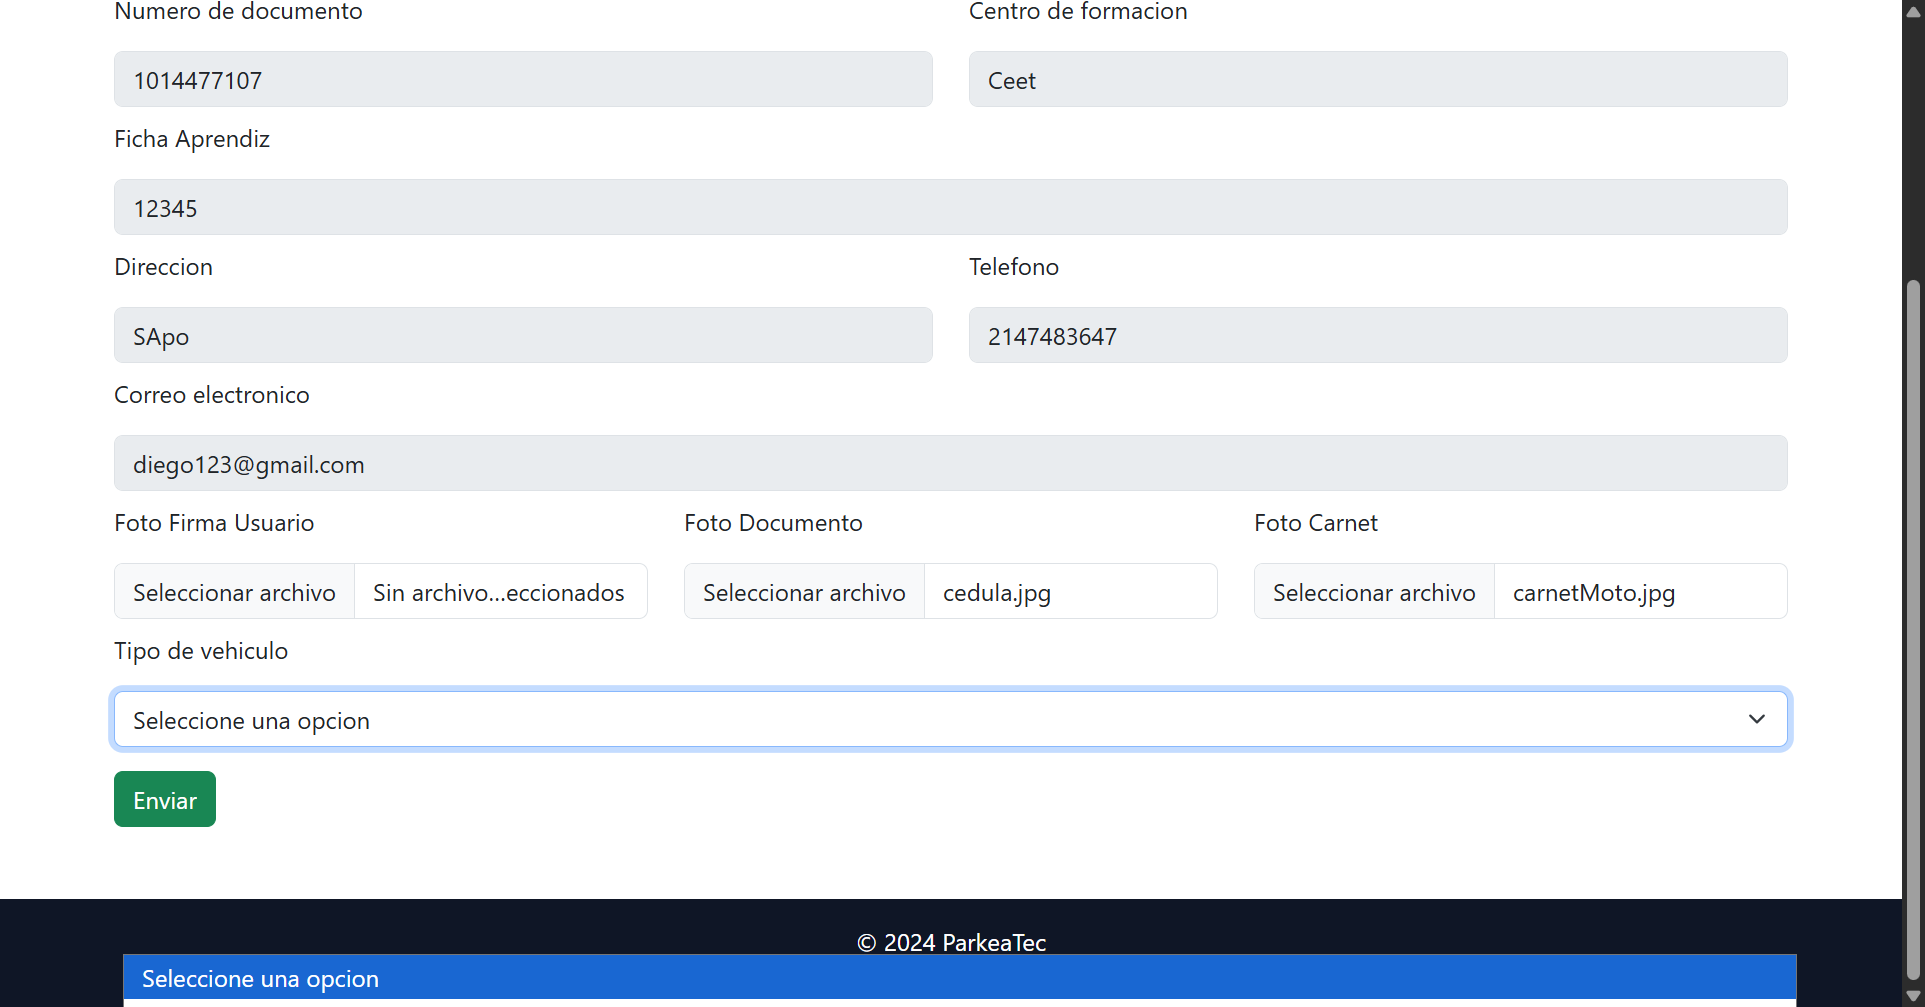 Numero de documento Centro de formacion
1014477107 Ceet
Ficha Aprendiz
12345
Direccion Telefono
SApo 2147483647
Correo electronico
diego123@gmail.com
Foto Firma Usuario Foto Documento Foto Carnet
Seleccionar archivo Sin archivo...eccionados Seleccionar archivo cedula.jpg Seleccionar archivo carnetMoto.jpg
Tipo de vehiculo
Seleccione una opcion
Enviar
© 2024 ParkeaTec
Seleccione una opcion